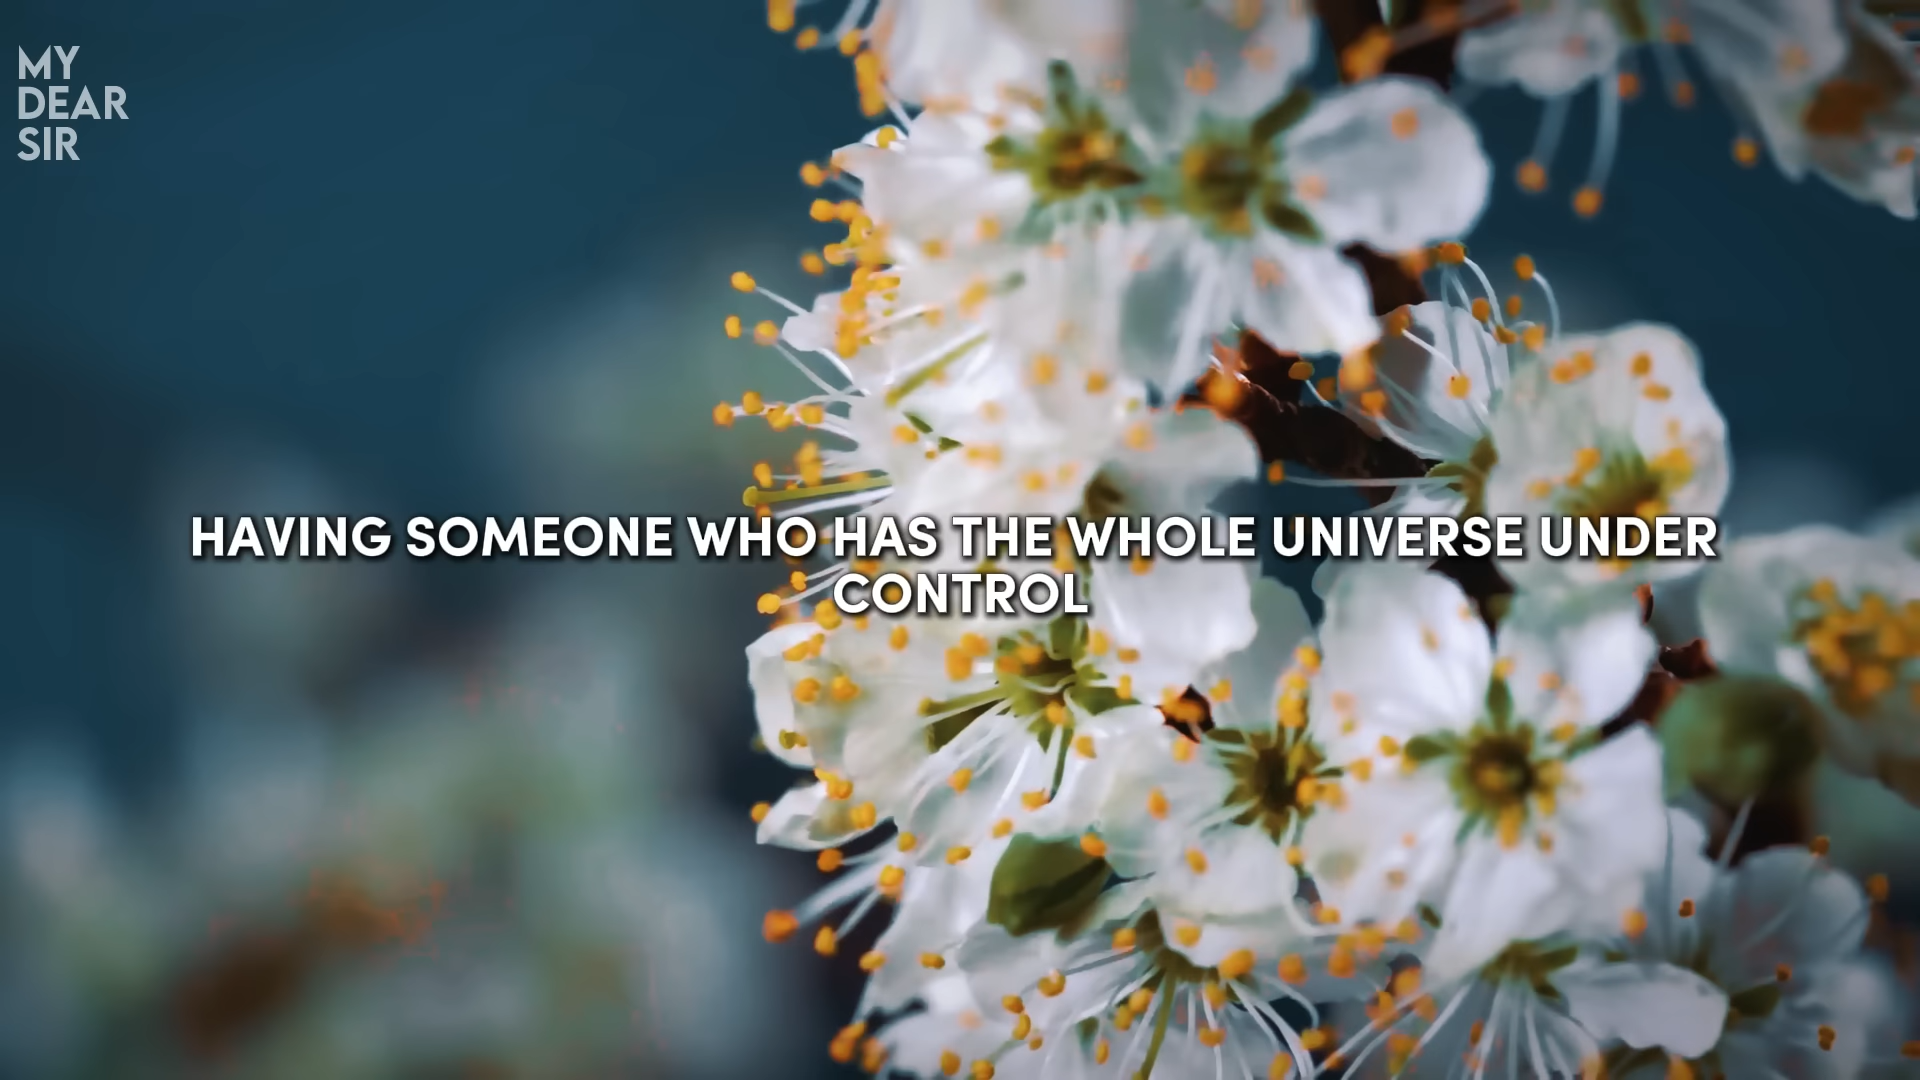 MY
DEAR
SIR
HAVING SOMEONE WHO HAS THE WHOLE UNIVERSE UNDER
CONTROL